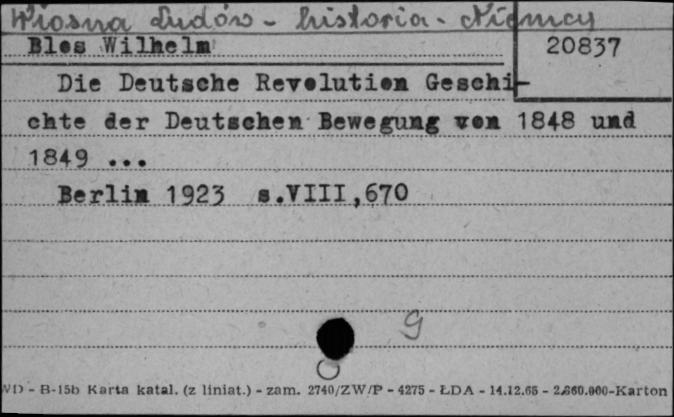 Wiosna Ludów - historia - Niemcy
Blos Wilhelm
20837
Die Deutsche Revolution Geschi-
chte der Deutschen Bewegung von 1848 und
1849 ...
Berlin 1923 s.VIII,670
9
WD - B-15b Karta katal. (z liniat.) - zam. 2740/ZW/P - 4275 - ŁDA - 14.12.65 - 2.860.000-Karton